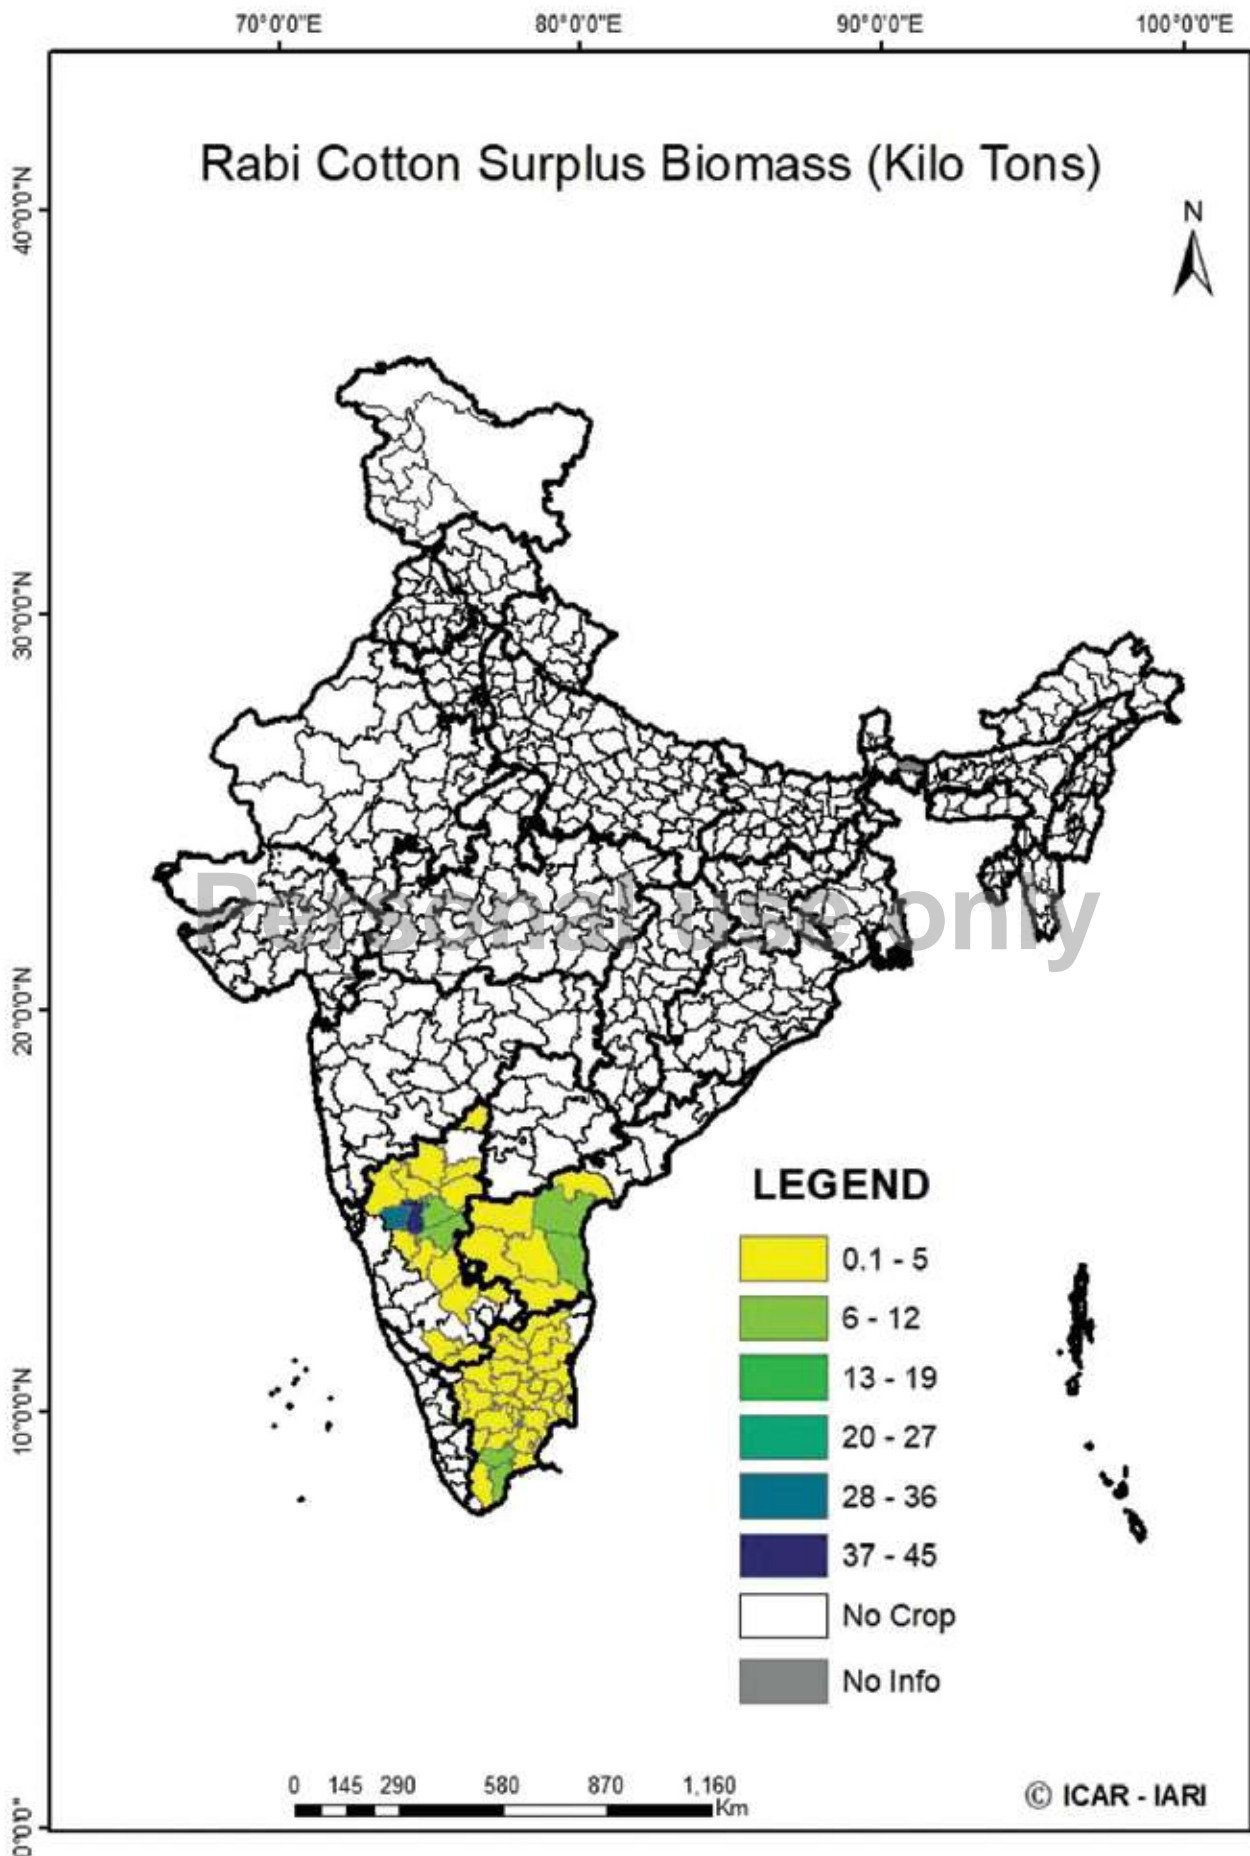 70°0'0"E 80°0'0"E 90°0'0"E 100°0'0"E
Rabi Cotton Surplus Biomass (Kilo Tons)
N
40°0'0"N
30°0'0"N
20°0'0"N
10°0'0"N
0°0'0"
Personal use only
LEGEND
0.1 - 5
6 - 12
13 - 19
20 - 27
28 - 36
37 - 45
No Crop
No Info
0 145 290 580 870 1,160
Km
© ICAR - IARI